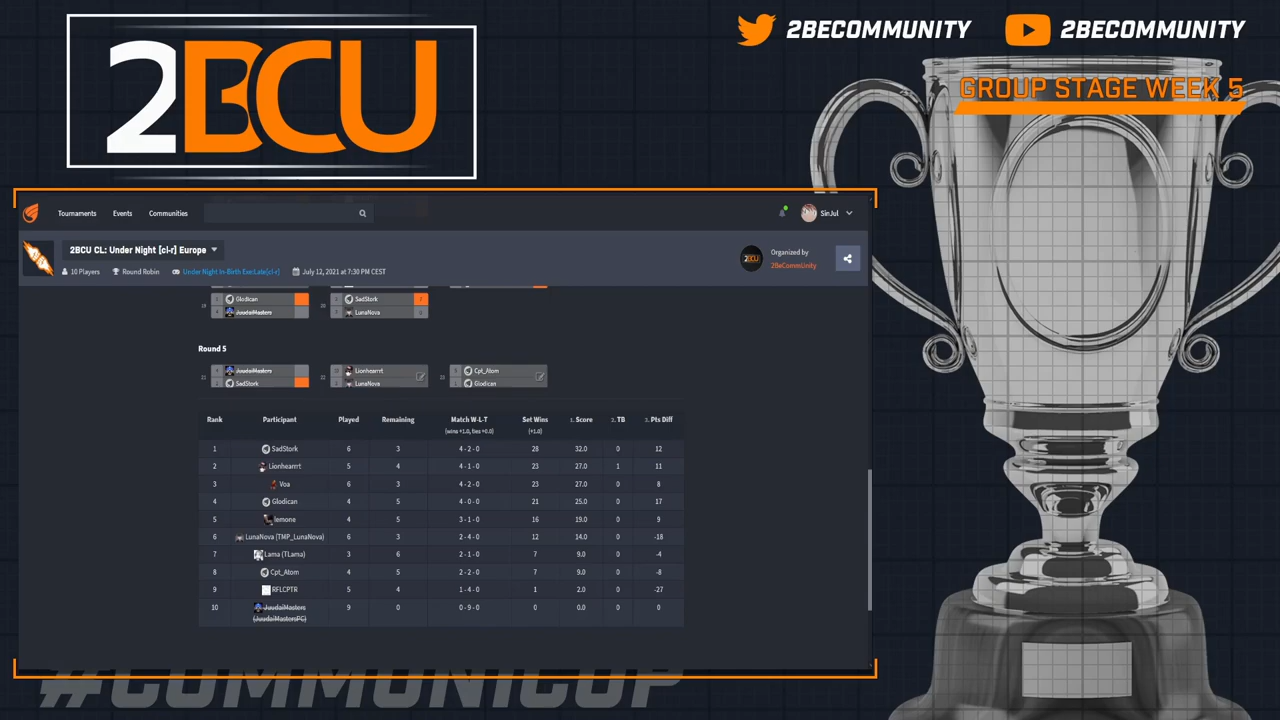 2BCU
2BECOMMUNITY
2BECOMMUNITY
GROUP STAGE WEEK 5
Tournaments Events Communities
SinJul
2BCU CL: Under Night [cl-r] Europe
10 Players Round Robin Under Night In-Birth Exe:Late[cl-r] July 12, 2021 at 7:30 PM CEST
Organized by
2BeCommUnity
Glodican SadStork
JuudaiMasters LunaNova
Round 5
JuudaiMasters Lionhearrrt Cpt_Atom
SadStork LunaNova Glodican
Rank Participant Played Remaining Match W-L-T Set Wins 1. Score 2. TB 3. Pts Diff
(wins +1.0, ties +0.0) (+1.0)
1 SadStork 6 3 4 - 2 - 0 28 32.0 0 12
2 Lionhearrrt 5 4 4 - 1 - 0 23 27.0 1 11
3 Voa 6 3 4 - 2 - 0 23 27.0 0 8
4 Glodican 4 5 4 - 0 - 0 21 25.0 0 17
5 lemone 4 5 3 - 1 - 0 16 19.0 0 9
6 LunaNova (TMP_LunaNova) 6 3 2 - 4 - 0 12 14.0 0 -18
7 Lama (TLama) 3 6 2 - 1 - 0 7 9.0 0 -4
8 Cpt_Atom 4 5 2 - 2 - 0 7 9.0 0 -8
9 RFLCPTR 5 4 1 - 4 - 0 1 2.0 0 -27
10 JuudaiMasters 9 0 0 - 9 - 0 0 0.0 0 0
(JuudaiMastersPC)
#COMMUNICUP